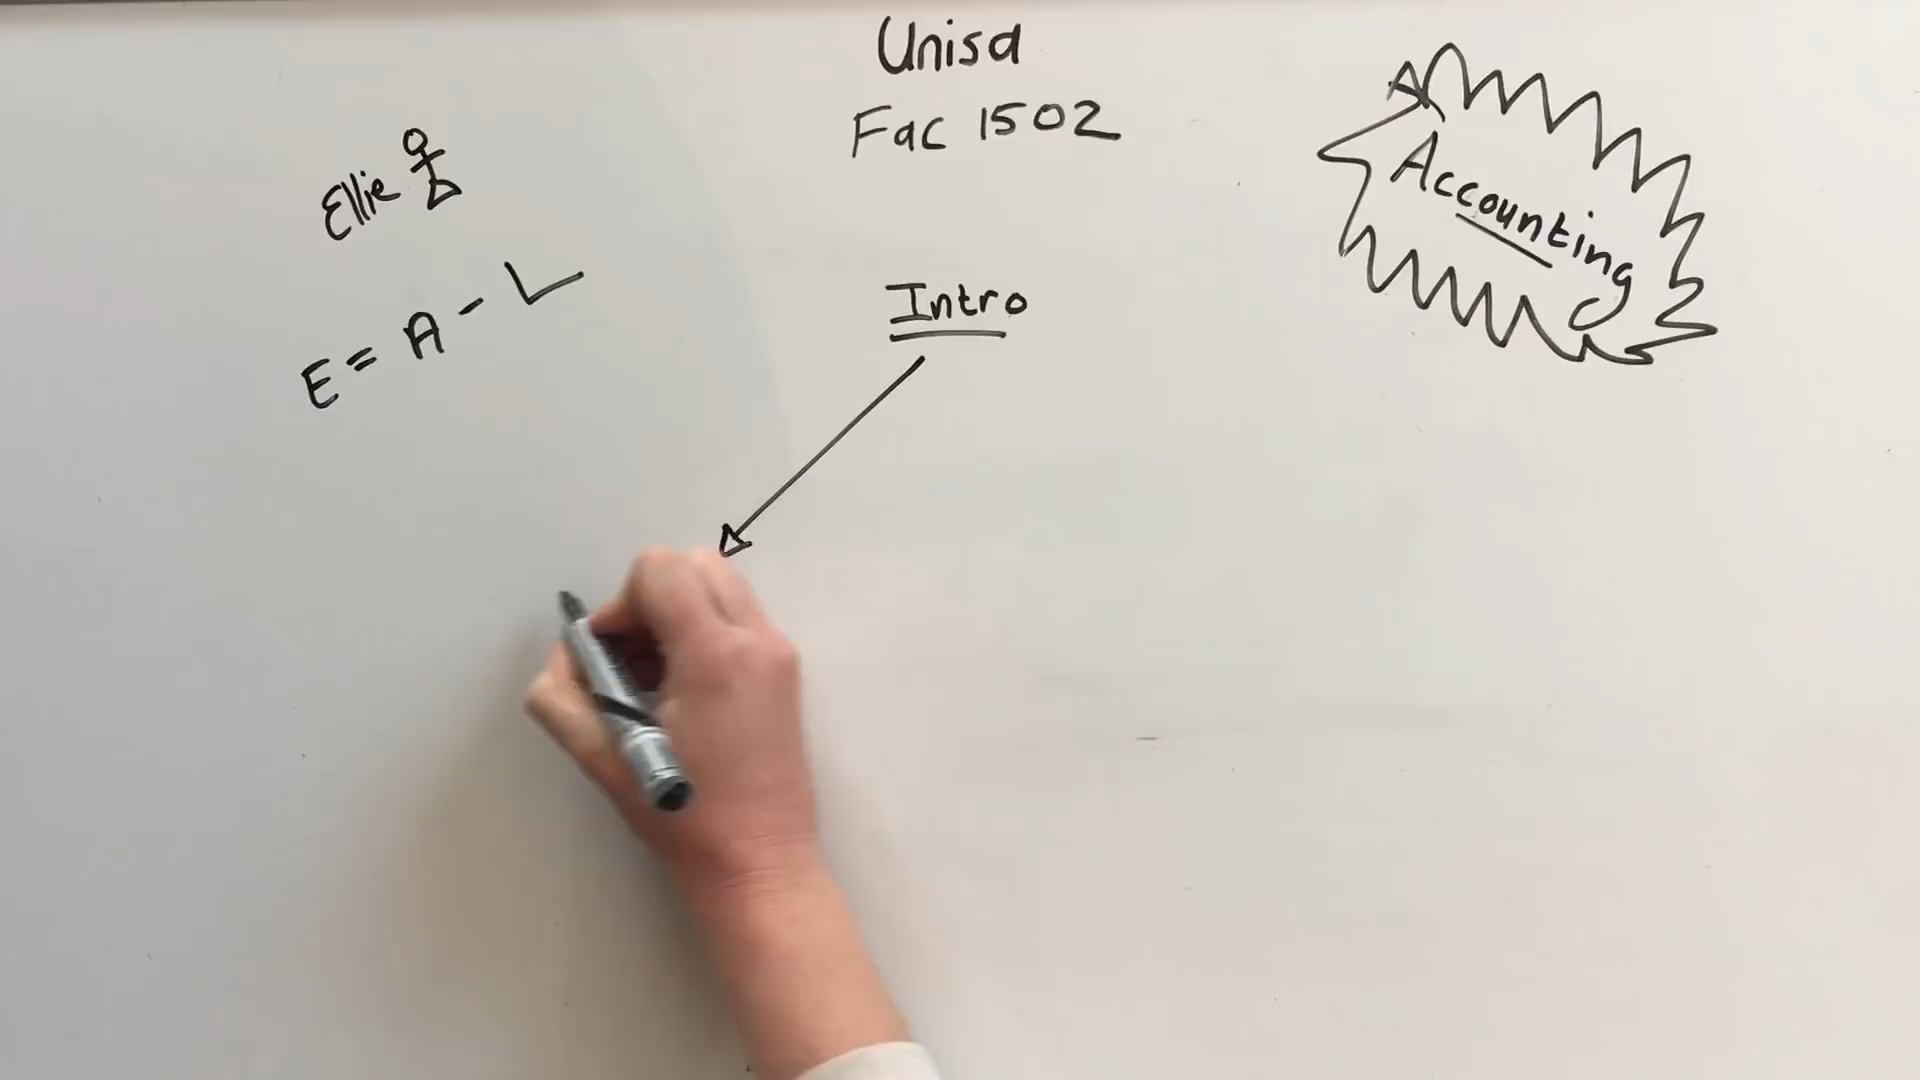 Unisa
Fac 1502
Ellie
E = A - L
Intro
Accounting